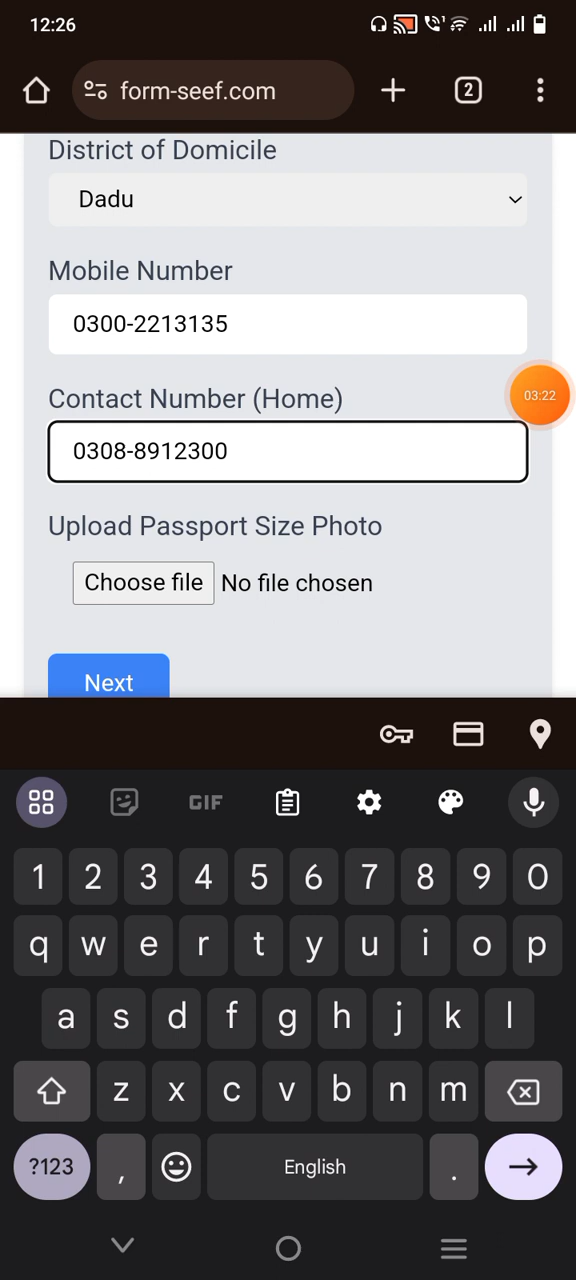 12:26
form-seef.com
2
District of Domicile
Dadu
Mobile Number
0300-2213135
Contact Number (Home)
03:22
0308-8912300
Upload Passport Size Photo
Choose file No file chosen
Next
GIF
1 2 3 4 5 6 7 8 9 0
q w e r t y u i o p
a s d f g h j k l
z x c v b n m
?123 , English .